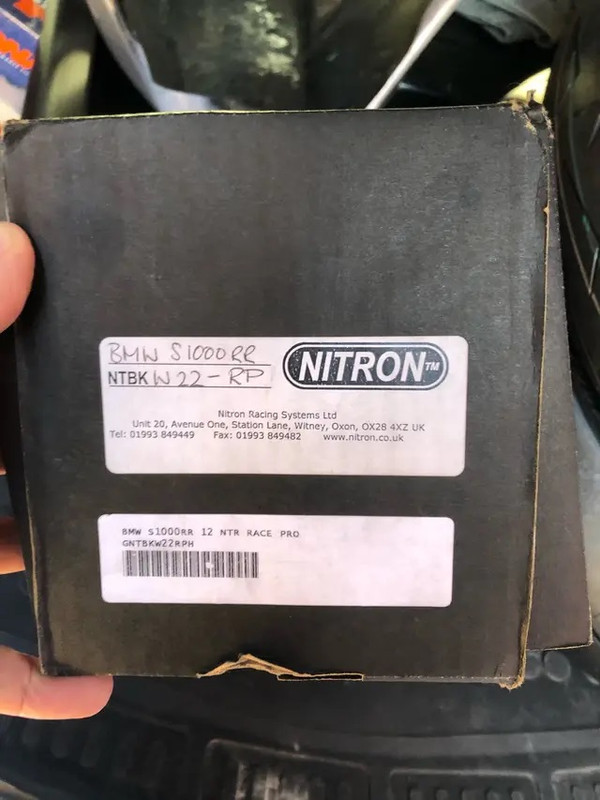 BMW S1000RR
NTBK W22-RP
NITRON™
Nitron Racing Systems Ltd
Unit 20, Avenue One, Station Lane, Witney, Oxon, OX28 4XZ UK
Tel: 01993 849449 Fax: 01993 849482 www.nitron.co.uk
BMW S1000RR 12 NTR RACE PRO
GNTBKW22RPH